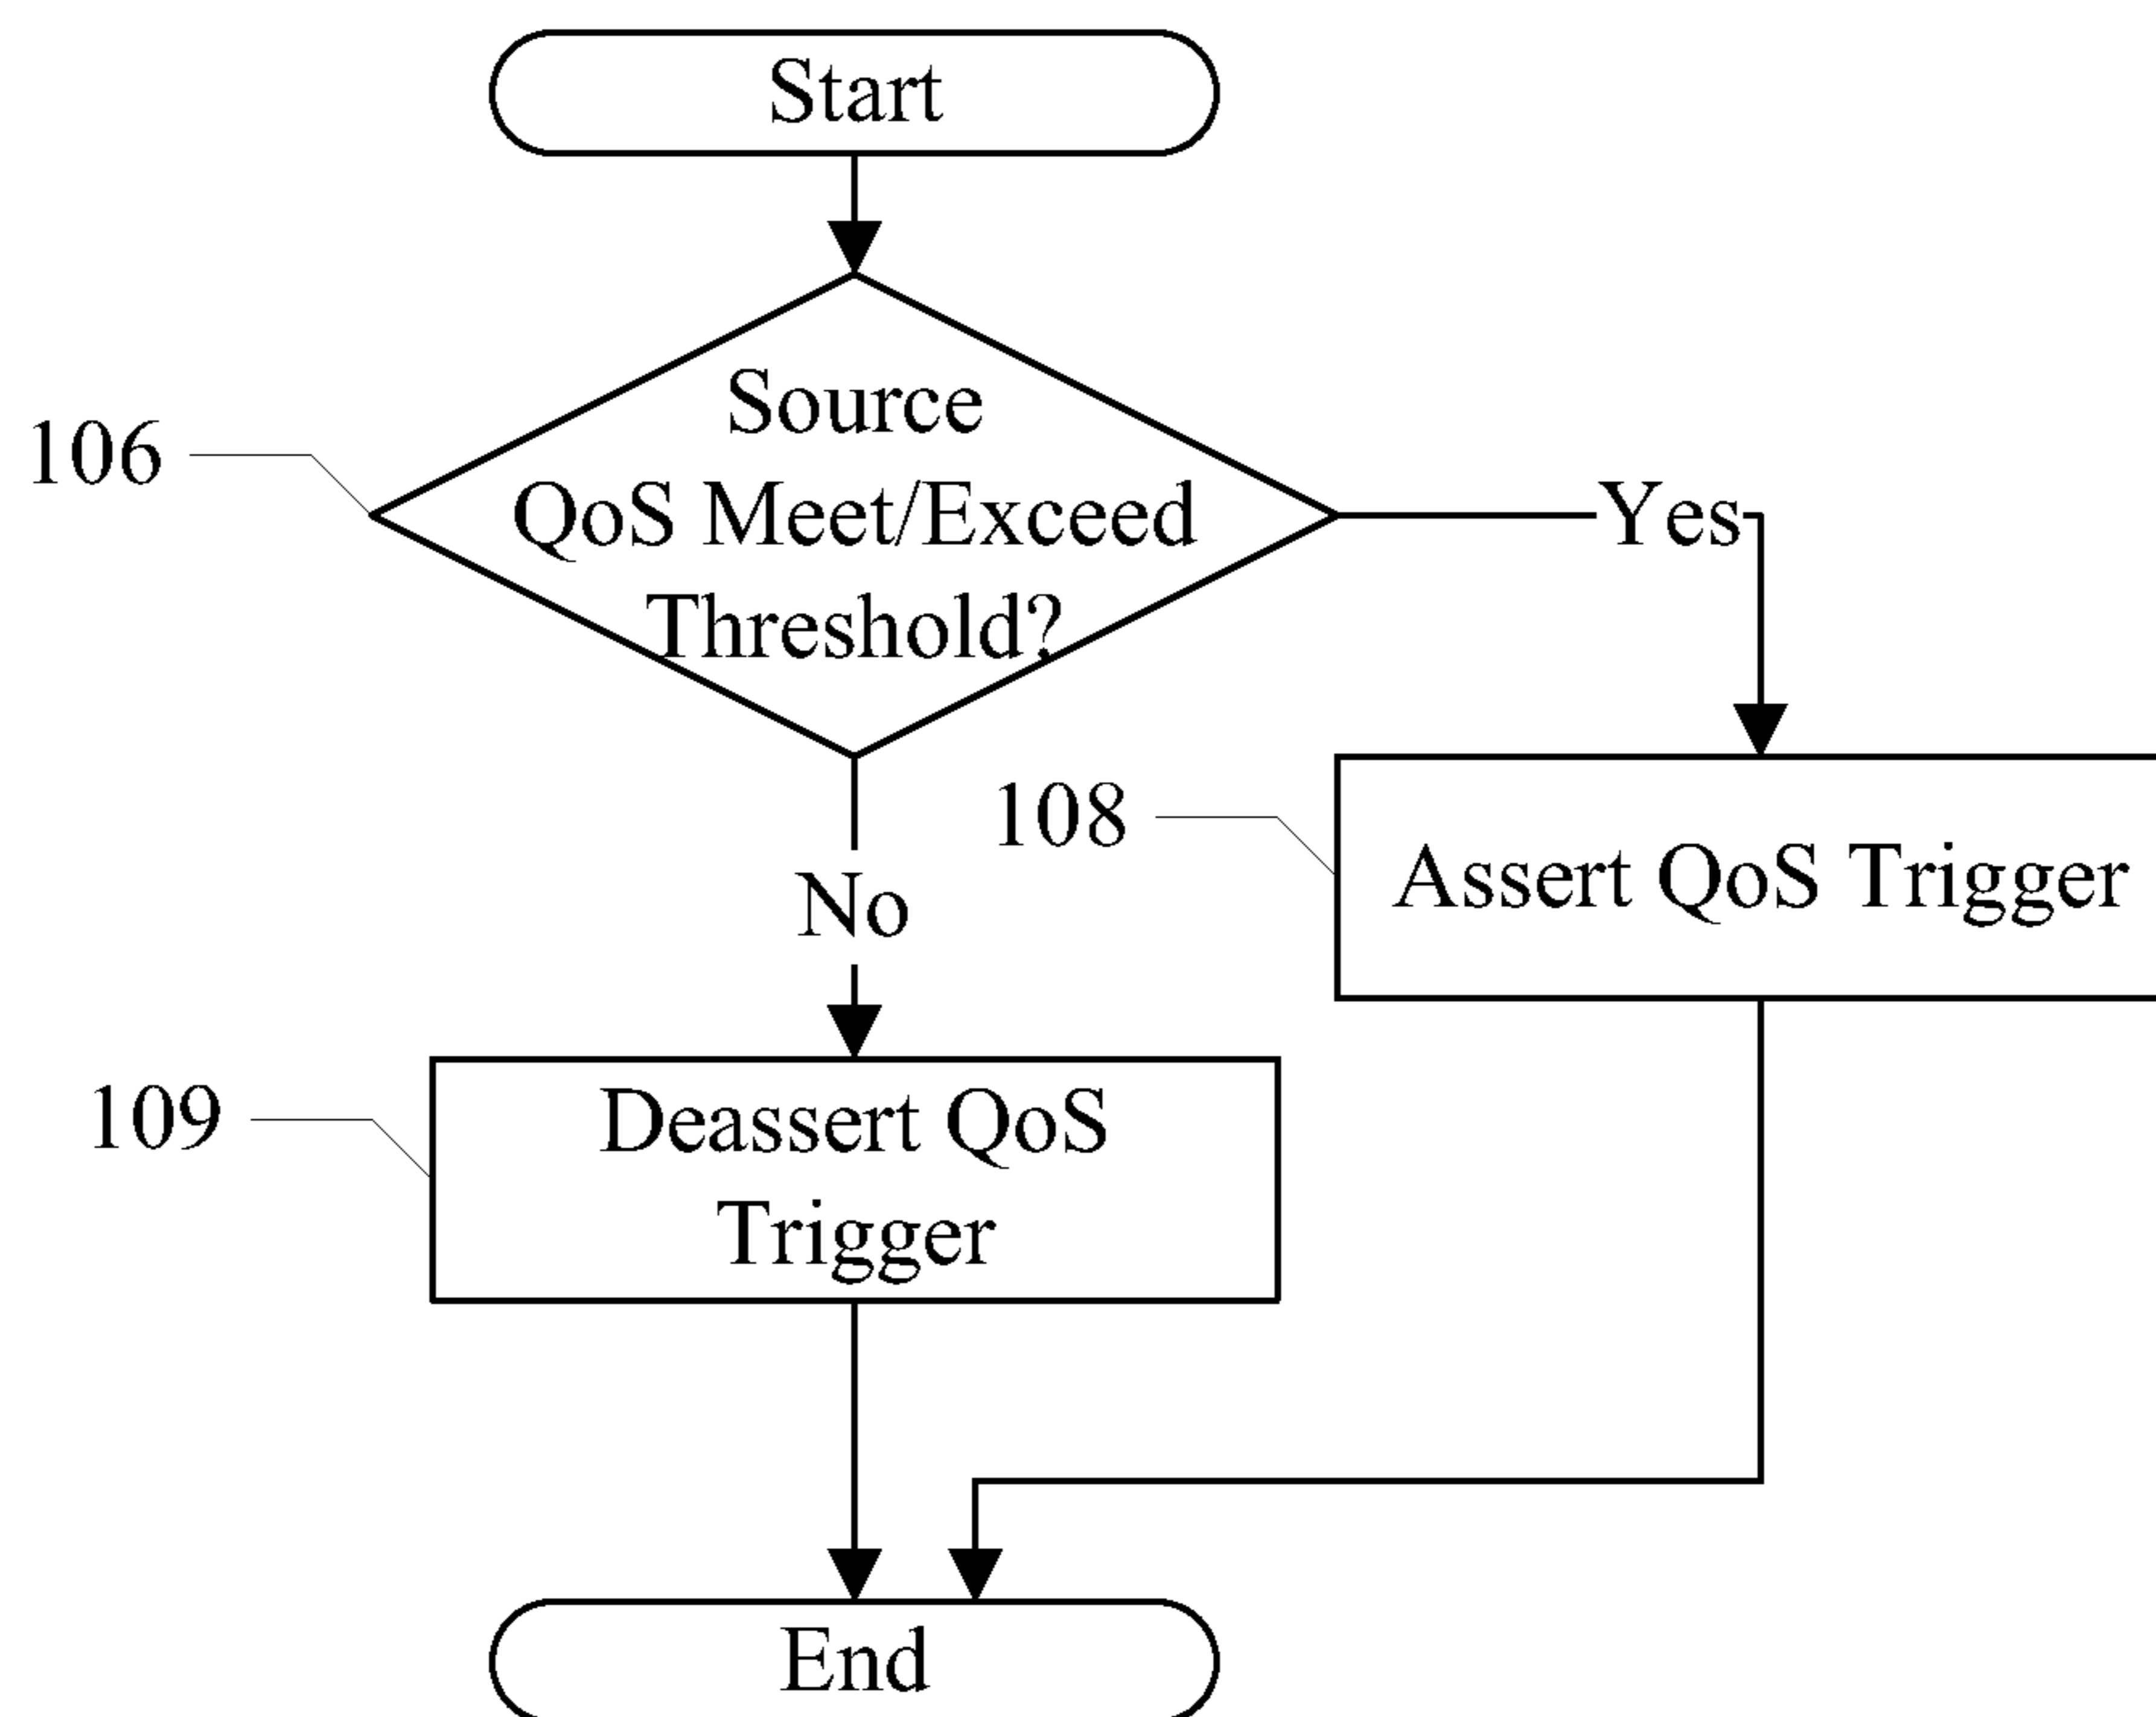 Start
106
Source
QoS Meet/Exceed
Threshold?
Yes
No
108
Assert QoS Trigger
109
Deassert QoS
Trigger
End